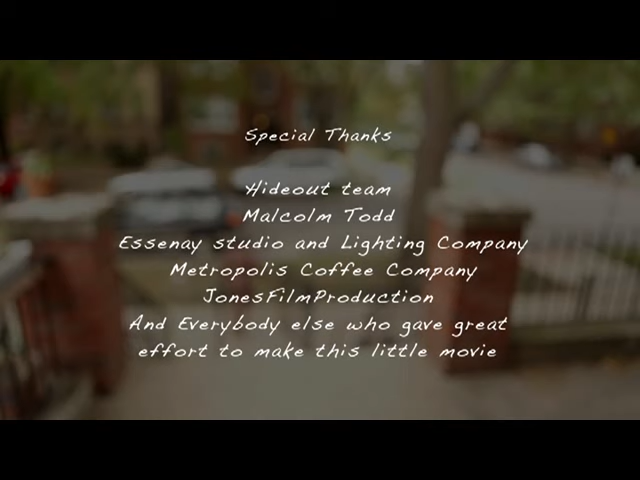 Special Thanks
Hideout team
Malcolm Todd
Essenay studio and Lighting Company
Metropolis Coffee Company
JonesFilmProduction
And Everybody else who gave great
effort to make this little movie